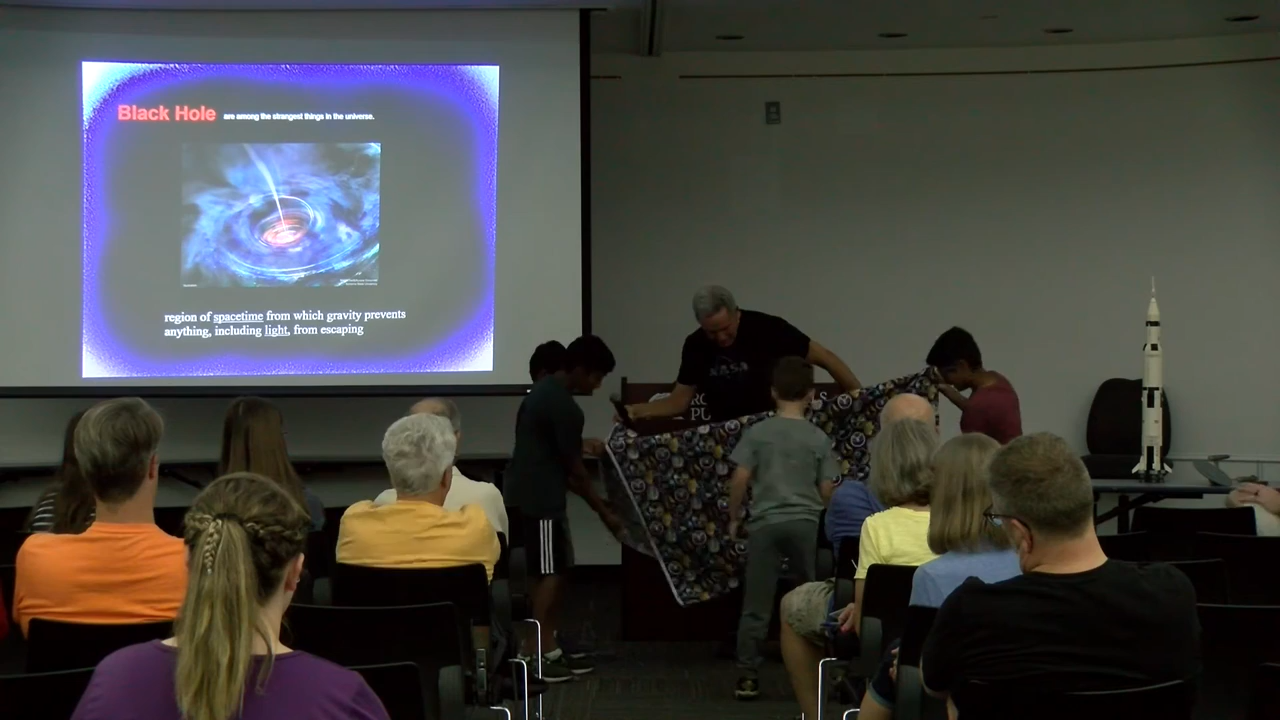 Black Hole are among the strangest things in the universe.
region of spacetime from which gravity prevents
anything, including light, from escaping
NASA